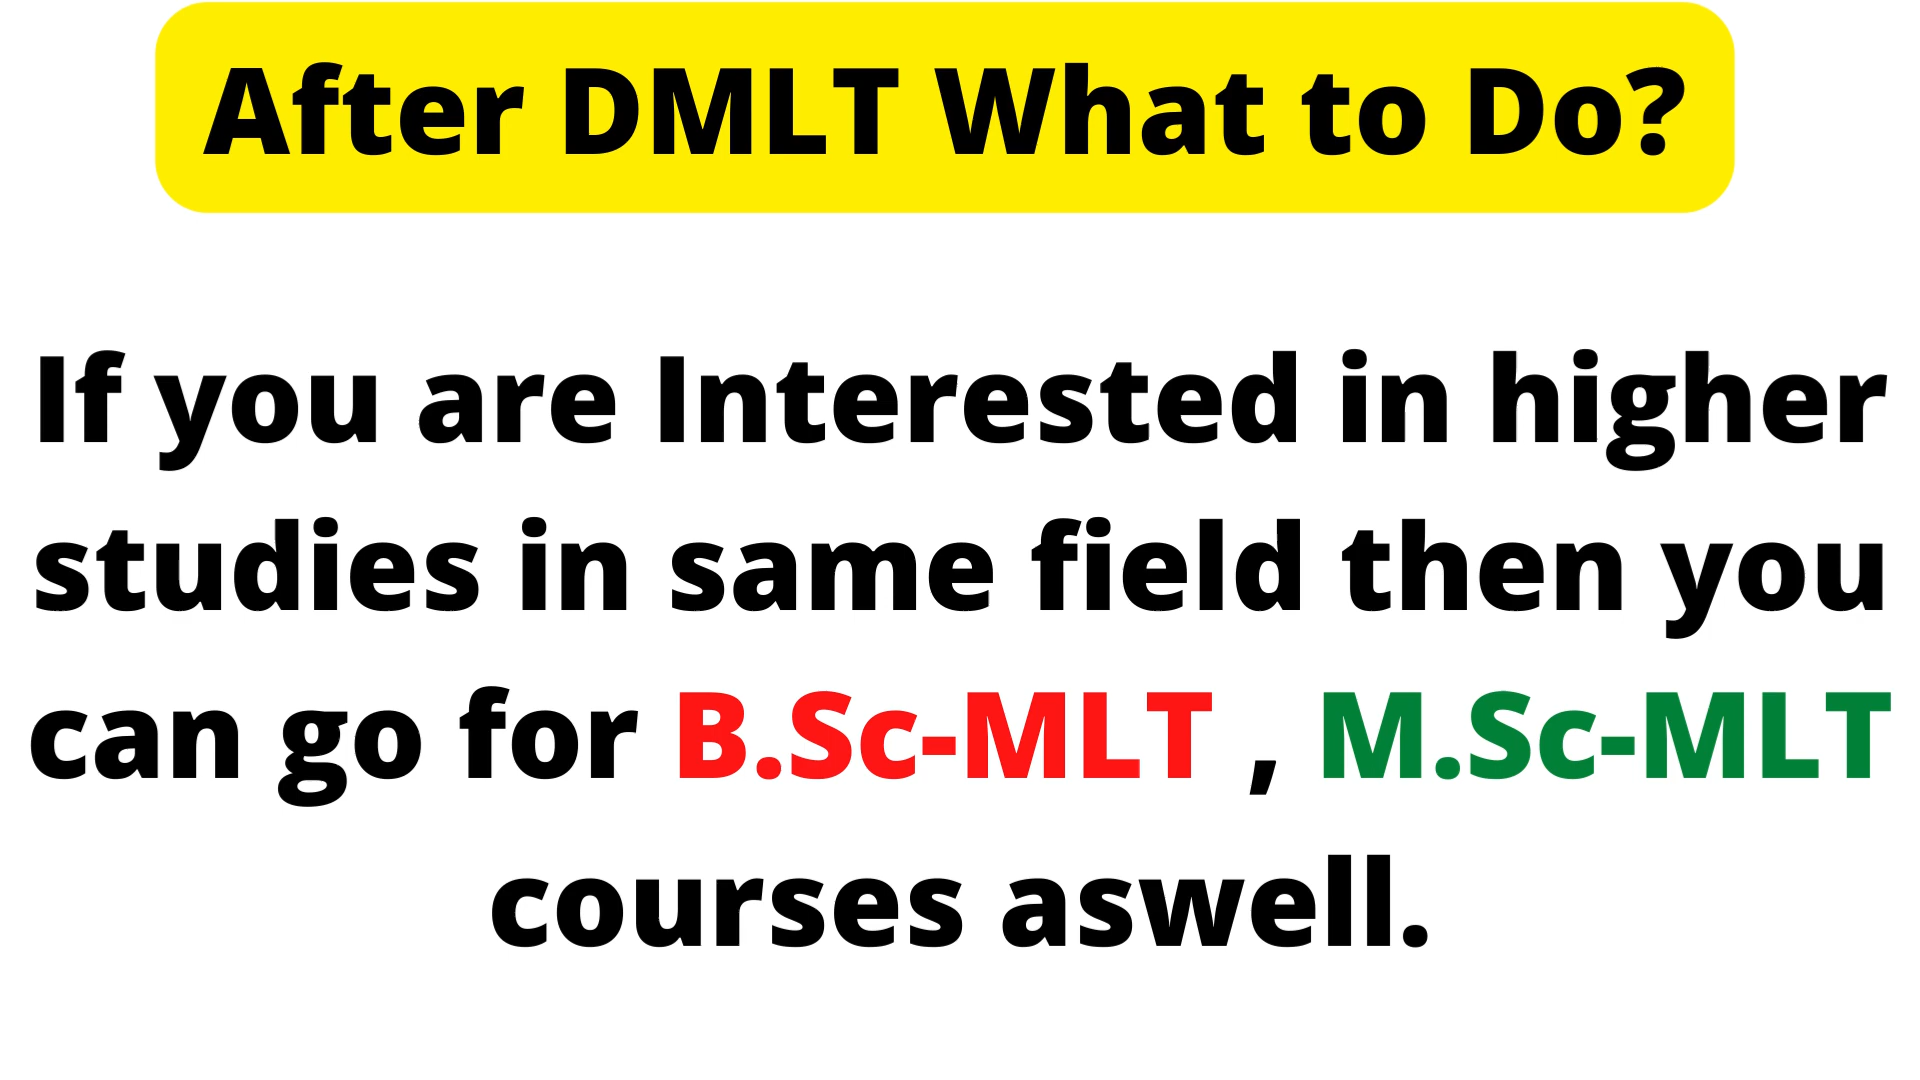 After DMLT What to Do?
If you are Interested in higher
studies in same field then you
can go for B.Sc-MLT , M.Sc-MLT
courses aswell.